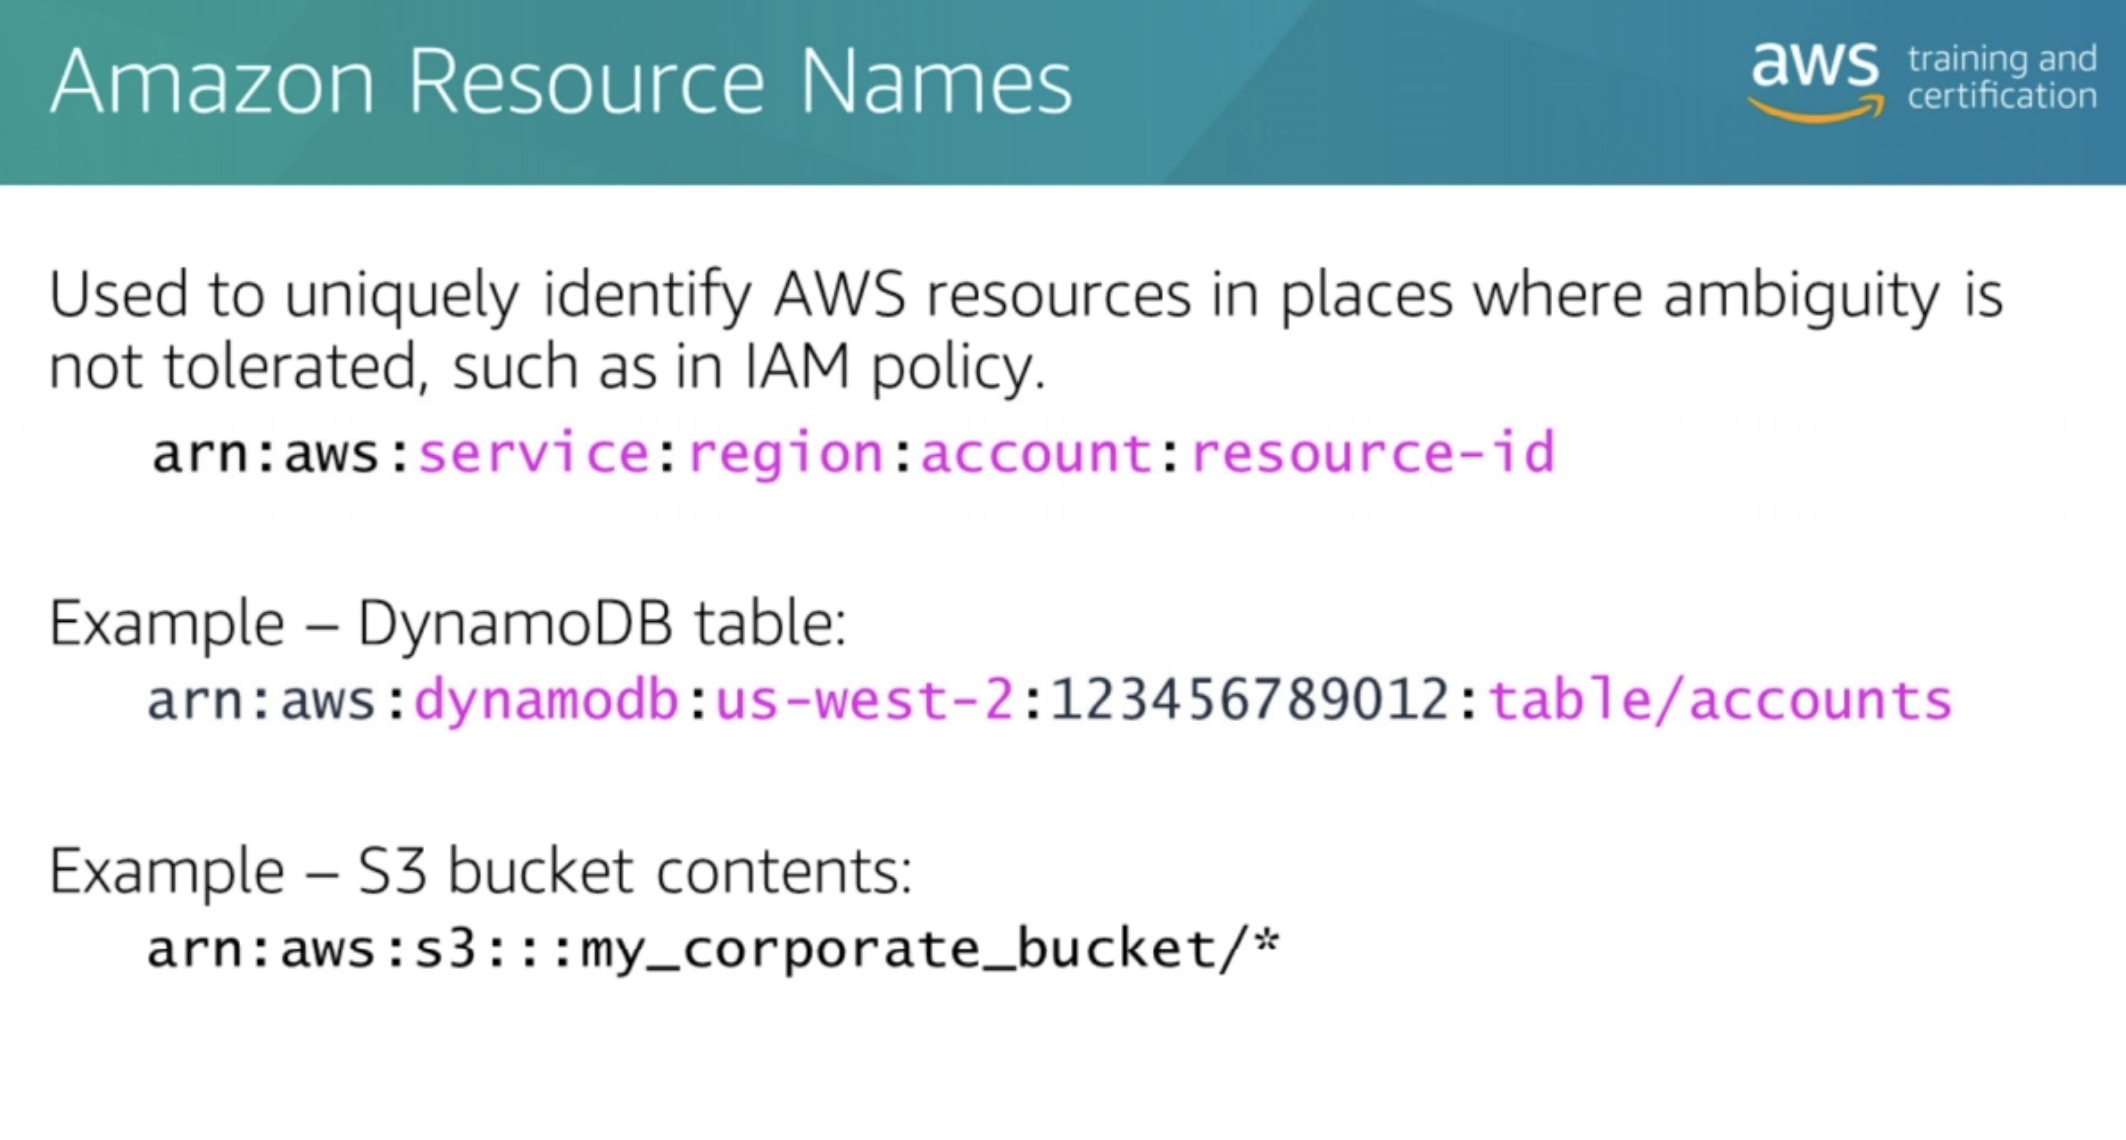 Amazon Resource Names
aws training and
certification
Used to uniquely identify AWS resources in places where ambiguity is
not tolerated, such as in IAM policy.
arn:aws:service:region:account:resource-id
Example – DynamoDB table:
arn:aws:dynamodb:us-west-2:123456789012:table/accounts
Example – S3 bucket contents:
arn:aws:s3:::my_corporate_bucket/*